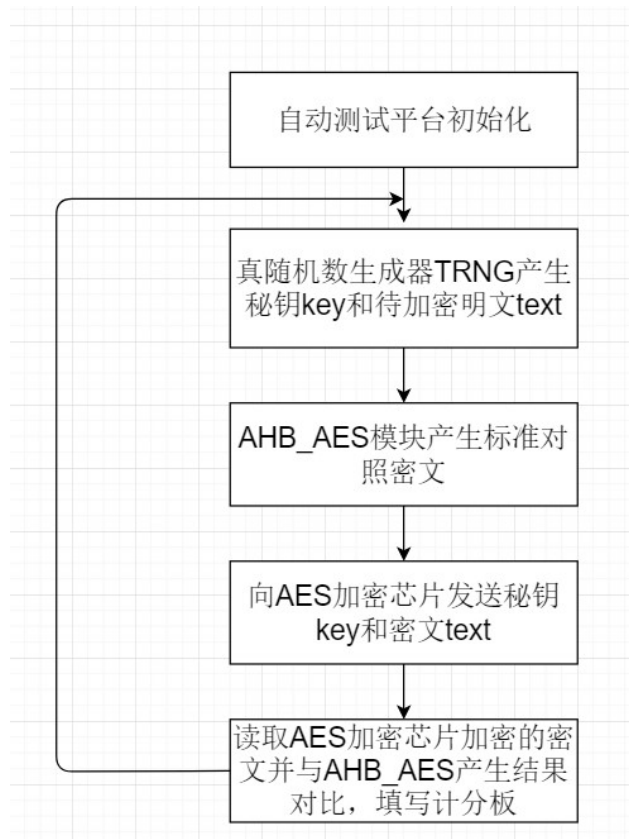 自动测试平台初始化
真随机数生成器TRNG产生
秘钥key和待加密明文text
AHB_AES模块产生标准对
照密文
向AES加密芯片发送秘钥
key和密文text
读取AES加密芯片加密的密
文并与AHB_AES产生结果
对比，填写计分板